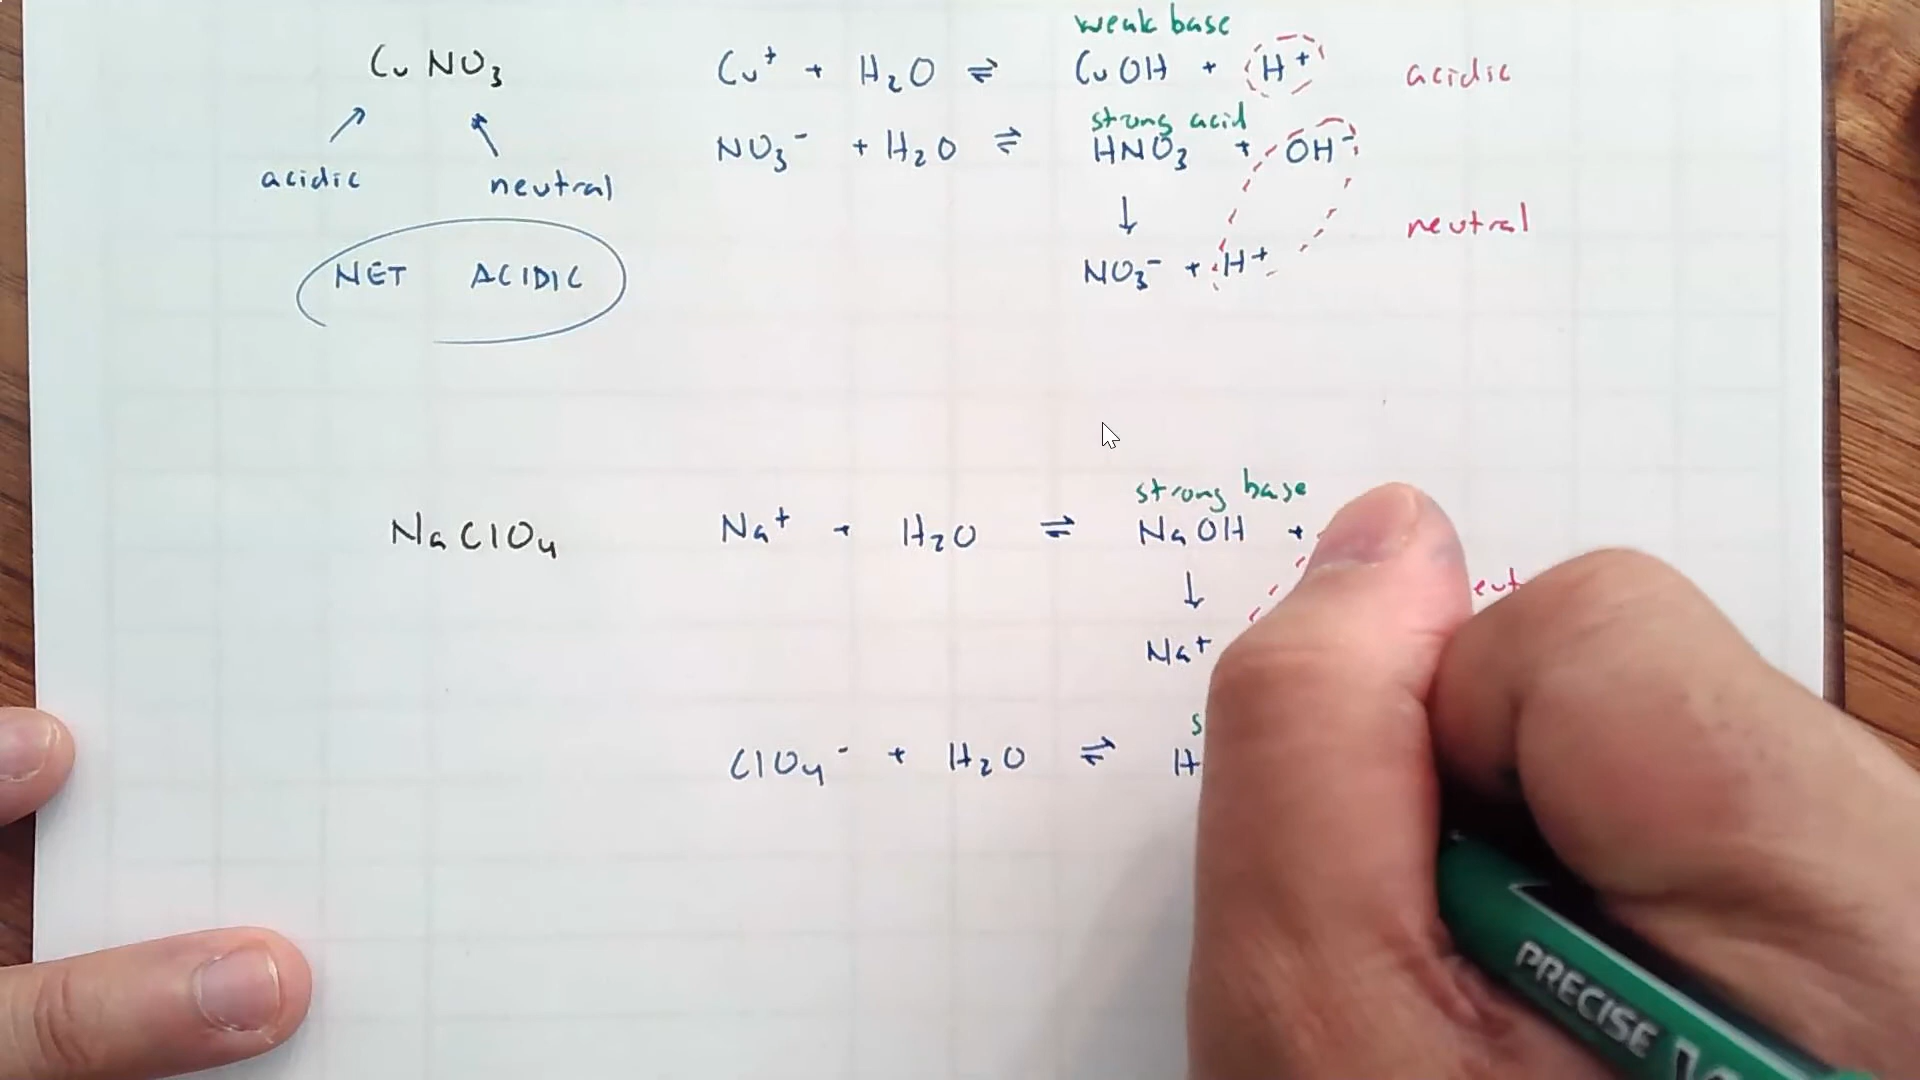 weak base
CuNO₃ Cu⁺ + H₂O ⇌ CuOH + H⁺ acidic
strong acid
NO₃⁻ + H₂O ⇌ HNO₃ + OH⁻
acidic neutral
↓ neutral
NET ACIDIC NO₃⁻ + H⁺
strong base
NaClO₄ Na⁺ + H₂O ⇌ NaOH +
↓
Na⁺
ClO₄⁻ + H₂O ⇌ H
PRECISE